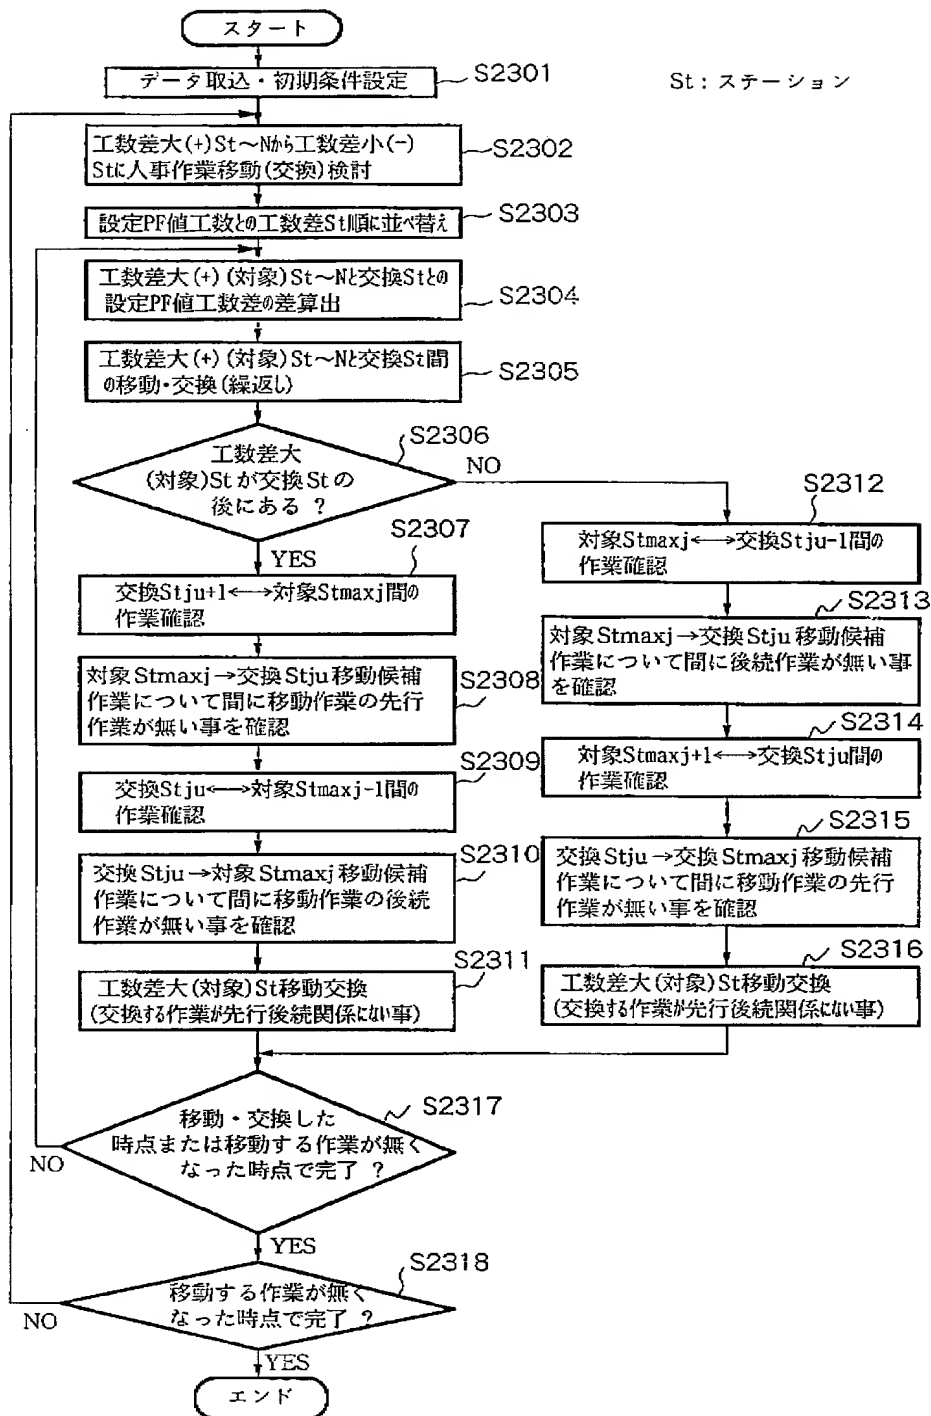 スタート
データ取込・初期条件設定
S2301
St：ステーション
工数差大(+)St～Nから工数差小(-)
Stに人事作業移動(交換)検討
S2302
設定PF値工数との工数差St順に並べ替え
S2303
工数差大(+)(対象)St～Nと交換Stとの
設定PF値工数差の差算出
S2304
工数差大(+)(対象)St～Nと交換St間
の移動・交換(繰返し)
S2305
工数差大
(対象)Stが交換Stの
後にある ？
S2306
NO
YES
S2307
交換Stju+1←→対象Stmaxj間の
作業確認
対象Stmaxj→交換Stju移動候補
作業について間に移動作業の先行
作業が無い事を確認
S2308
交換Stju←→対象Stmaxj-1間の
作業確認
S2309
交換Stju→対象Stmaxj移動候補
作業について間に移動作業の後続
作業が無い事を確認
S2310
工数差大(対象)St移動交換
(交換する作業が先行後続関係にない事)
S2311
S2312
対象Stmaxj←→交換Stju-1間の
作業確認
S2313
対象Stmaxj→交換Stju移動候補
作業について間に後続作業が無い事
を確認
S2314
対象Stmaxj+1←→交換Stju間の
作業確認
S2315
交換Stju→交換Stmaxj移動候補
作業について間に移動作業の先行
作業が無い事を確認
S2316
工数差大(対象)St移動交換
(交換する作業が先行後続関係にない事)
移動・交換した
時点または移動する作業が無く
なった時点で完了 ？
S2317
NO
YES
移動する作業が無く
なった時点で完了 ？
S2318
NO
YES
エンド